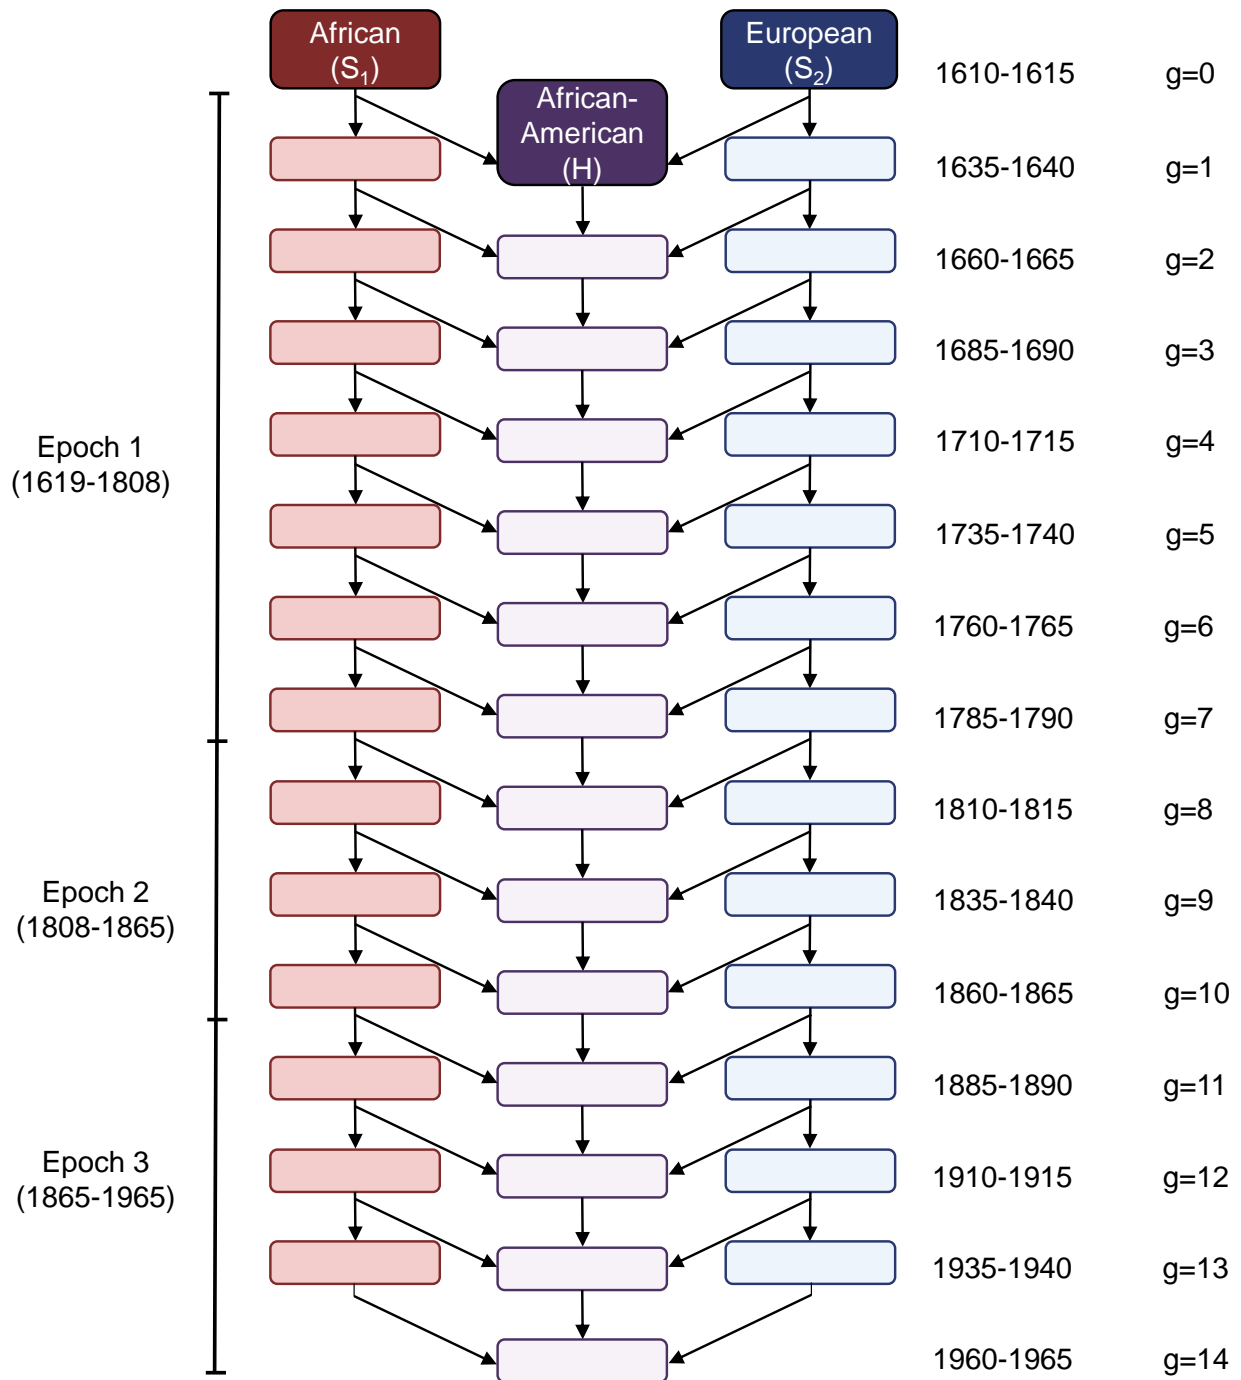 African
(S1)
European
(S2)
1610-1615 g=0
African-
American
(H)
1635-1640 g=1
1660-1665 g=2
1685-1690 g=3
1710-1715 g=4
Epoch 1
(1619-1808)
1735-1740 g=5
1760-1765 g=6
1785-1790 g=7
1810-1815 g=8
Epoch 2
(1808-1865)
1835-1840 g=9
1860-1865 g=10
1885-1890 g=11
Epoch 3
(1865-1965)
1910-1915 g=12
1935-1940 g=13
1960-1965 g=14